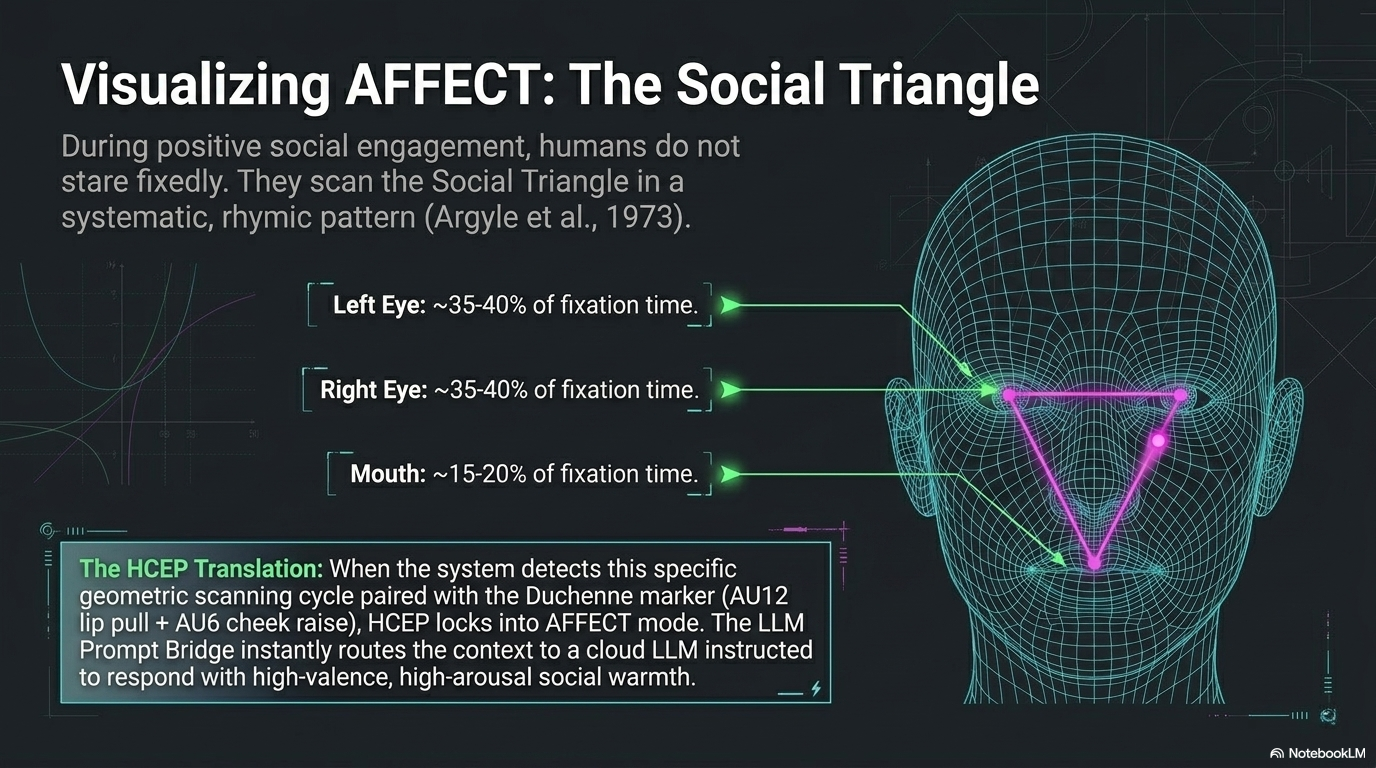 Visualizing AFFECT: The Social Triangle
During positive social engagement, humans do not
stare fixedly. They scan the Social Triangle in a
systematic, rhymic pattern (Argyle et al., 1973).
Left Eye: ~35-40% of fixation time.
Right Eye: ~35-40% of fixation time.
Mouth: ~15-20% of fixation time.
The HCEP Translation: When the system detects this specific
geometric scanning cycle paired with the Duchenne marker (AU12
lip pull + AU6 cheek raise), HCEP locks into AFFECT mode. The LLM
Prompt Bridge instantly routes the context to a cloud LLM instructed
to respond with high-valence, high-arousal social warmth.
NotebookLM